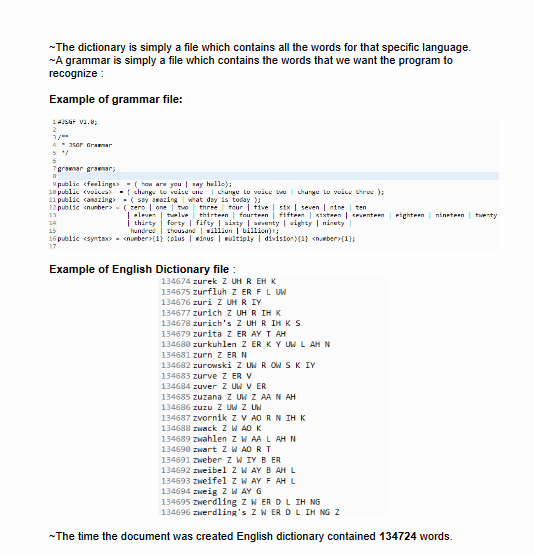 ~The dictionary is simply a file which contains all the words for that specific language.
~A grammar is simply a file which contains the words that we want the program to
recognize :
Example of grammar file:
1 #JSGF V1.0;
2
3 /**
4 * JSGF Grammar
5 */
6
7 grammar grammar;
8
9 public <feelings> = ( how are you | say hello);
10 public <voices> = ( change to voice one | change to voice two | change to voice three );
11 public <amazing> = ( say amazing | what day is today );
12 public <number> = ( zero | one | two | three | four | five | six | seven | nine | ten
13 | eleven | twelve | thirteen | fourteen | fifteen | sixteen | seventeen | eighteen | nineteen | twenty
14 | thirty | forty | fifty | sixty | seventy | eighty | ninety |
15 hundred | thousand | million | billion)+;
16 public <syntax> = <number>{1} (plus | minus | multiply | division){1} <number>{1};
17
Example of English Dictionary file :
134674 zurek Z UH R EH K
134675 zurfluh Z ER F L UW
134676 zuri Z UH R IY
134677 zurich Z UH R IH K
134678 zurich's Z UH R IH K S
134679 zurita Z ER AY T AH
134680 zurkuhlen Z ER K Y UW L AH N
134681 zurn Z ER N
134682 zurowski Z UW R OW S K IY
134683 zurve Z ER V
134684 zuver Z UW V ER
134685 zuzana Z UW Z AA N AH
134686 zuzu Z UW Z UW
134687 zvornik Z V AO R N IH K
134688 zwack Z W AO K
134689 zwahlen Z W AA L AH N
134690 zwart Z W AO R T
134691 zweber Z W IY B ER
134692 zweibel Z W AY B AH L
134693 zweifel Z W AY F AH L
134694 zweig Z W AY G
134695 zwerdling Z W ER D L IH NG
134696 zwerdling's Z W ER D L IH NG Z
~The time the document was created English dictionary contained 134724 words.